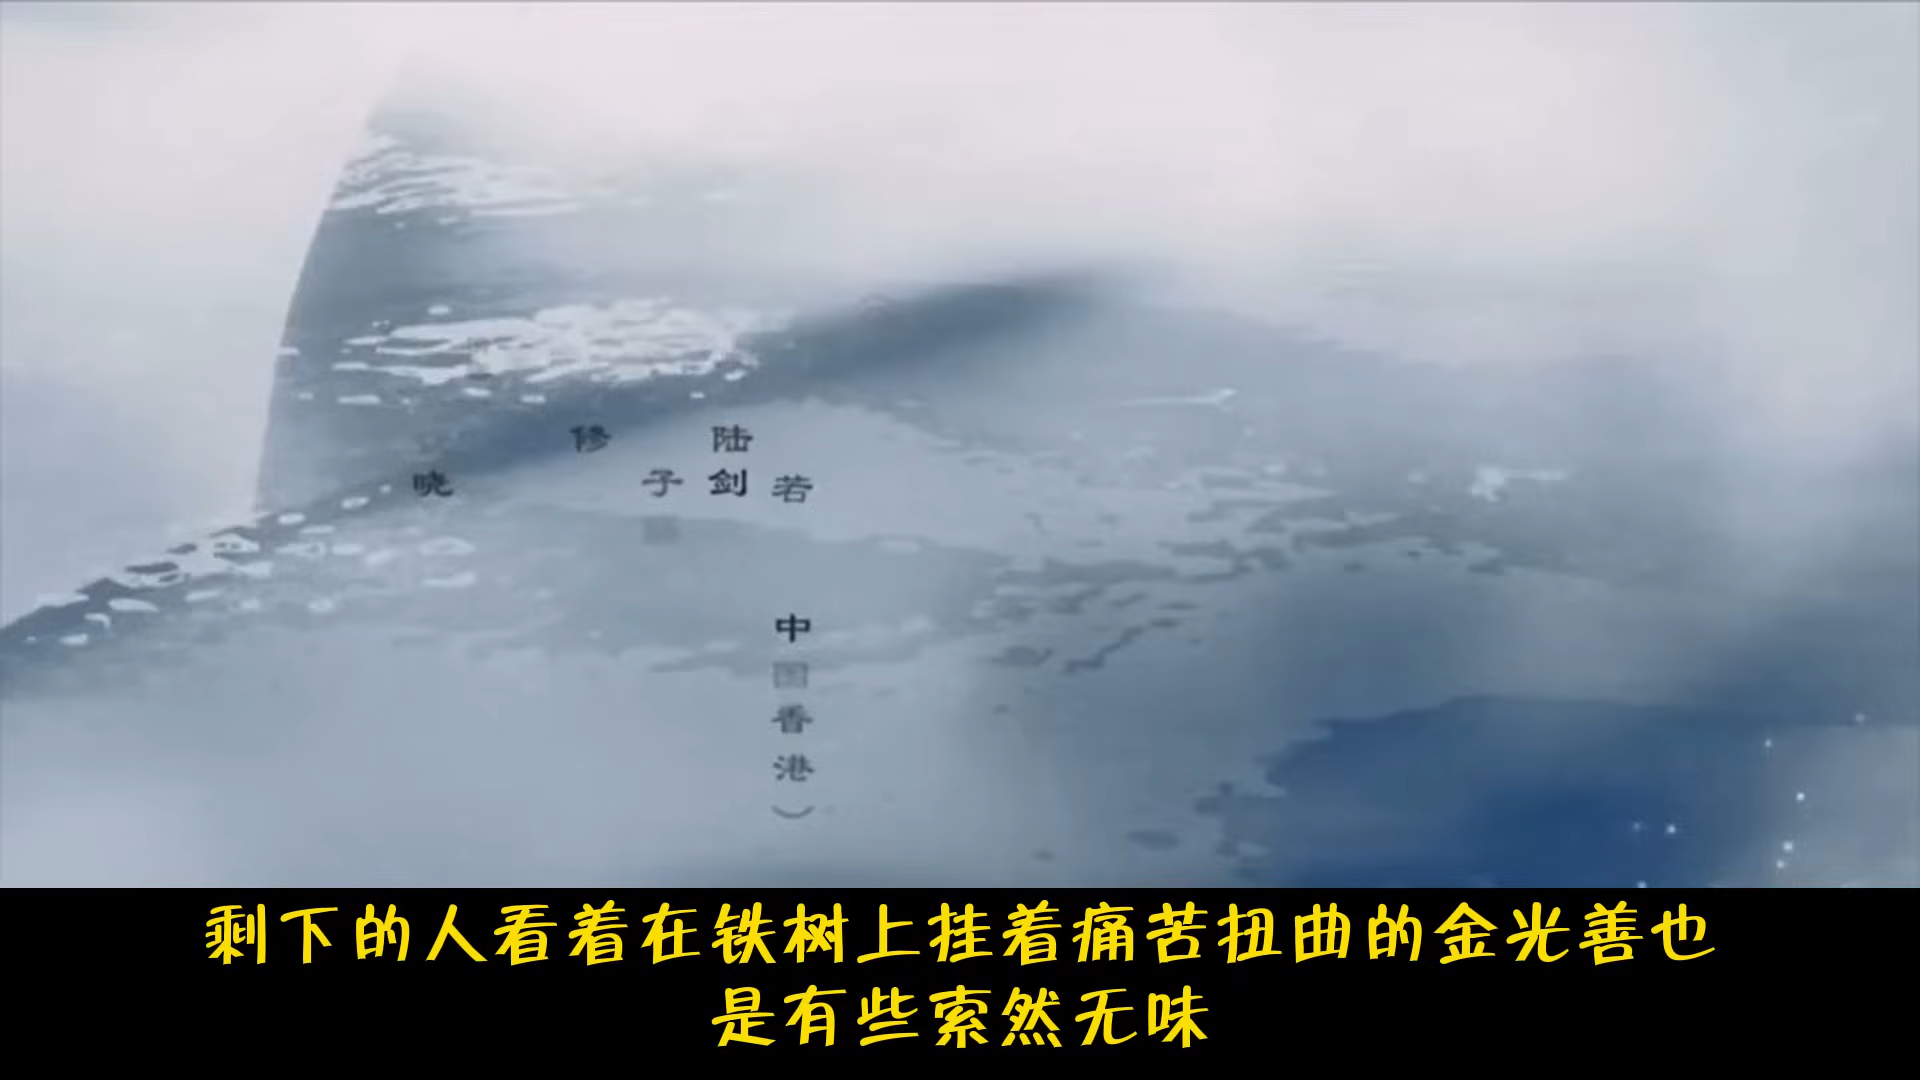 陆剑
若
中国香港）
子
修
晓
剩下的人看着在铁树上挂着痛苦扭曲的金光善也
是有些索然无味